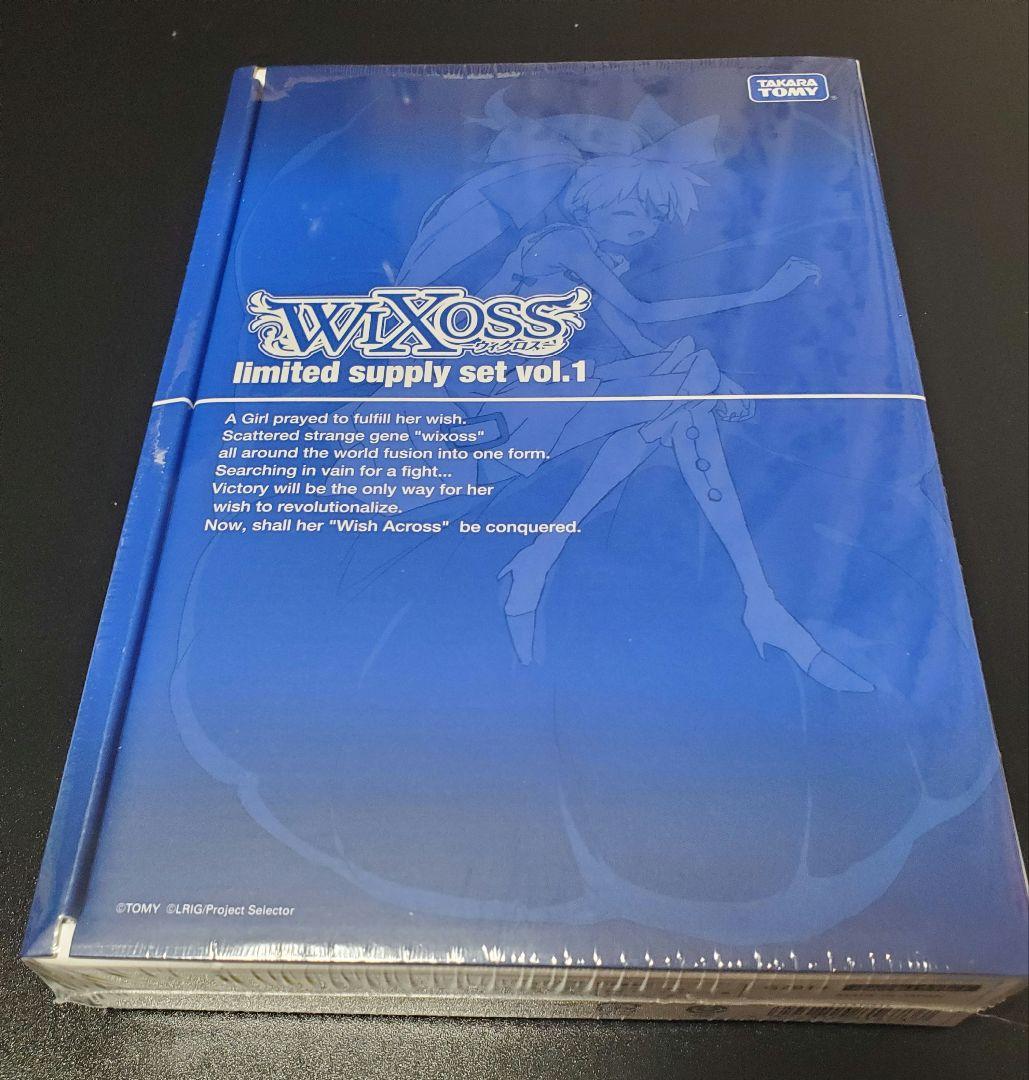 TAKARA
TOMY
WIXOSS
ウィクロス
limited supply set vol.1
A Girl prayed to fulfill her wish.
Scattered strange gene "wixoss"
all around the world fusion into one form.
Searching in vain for a fight...
Victory will be the only way for her
wish to revolutionalize.
Now, shall her "Wish Across" be conquered.
©TOMY ©LRIG/Project Selector